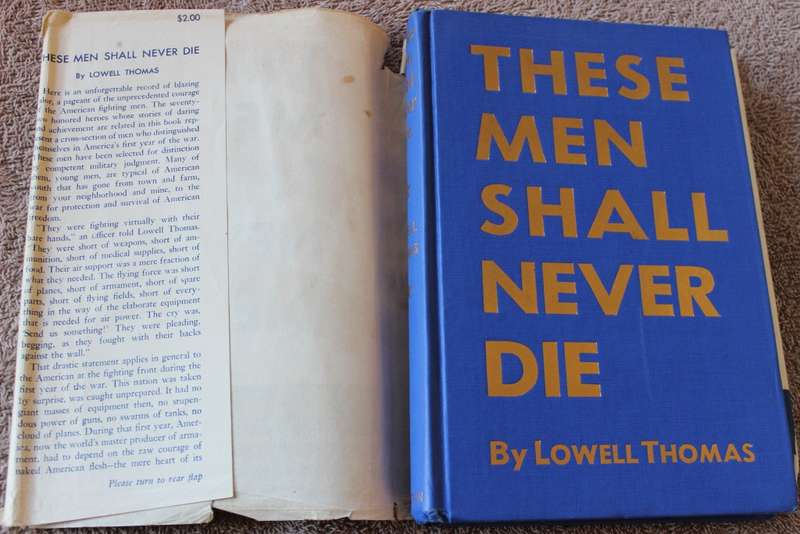 $2.00
HESE MEN SHALL NEVER DIE
By LOWELL THOMAS
Here is an unforgettable record of blazing
a pageant of the unprecedented courage
the American fighting men. The seventy-
honored heroes whose stories of daring
achievement are related in this book rep-
sent a cross-section of men who distinguished
emselves in America's first year of the war.
These men have been selected for distinction
competent military judgment. Many of
hem, young men, are typical of American
outh that has gone from town and farm,
rom your neighborhood and mine, to the
war for protection and survival of American
freedom.
"They were fighting virtually with their
bare hands," an officer told Lowell Thomas.
"They were short of weapons, short of am-
munition, short of medical supplies, short of
food. Their air support was a mere fraction of
what they needed. The flying force was short
of planes, short of armament, short of spare
parts, short of flying fields, short of every-
thing in the way of the elaborate equipment
that is needed for air power. The cry was,
'Send us something!' They were pleading,
begging, as they fought with their backs
against the wall."
That drastic statement applies in general to
the American at the fighting front during the
first year of the war. This nation was taken
by surprise, was caught unprepared. It had no
giant masses of equipment then, no stupen-
dous power of guns, no swarms of tanks, no
cloud of planes. During that first year, Amer-
ica, now the world's master producer of arma-
ment, had to depend on the raw courage of
naked American flesh—the mere heart of its
Please turn to rear flap
THESE
MEN
SHALL
NEVER
DIE
By LOWELL THOMAS